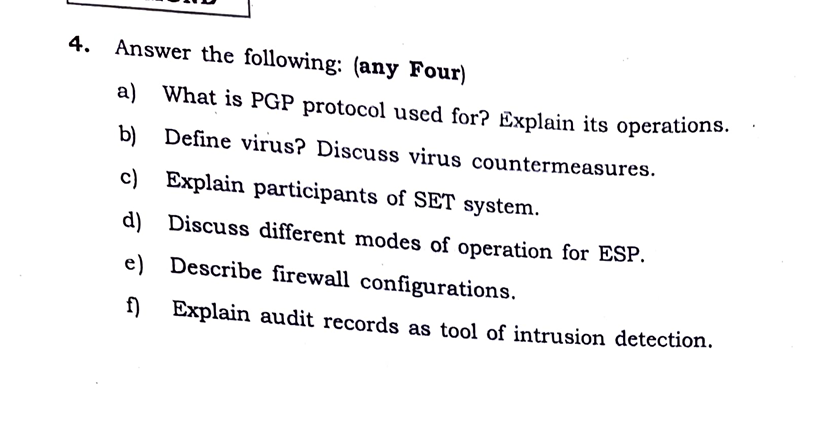 4. Answer the following: (any Four)
a) What is PGP protocol used for? Explain its operations.
b) Define virus? Discuss virus countermeasures.
c) Explain participants of SET system.
d) Discuss different modes of operation for ESP.
e) Describe firewall configurations.
f) Explain audit records as tool of intrusion detection.